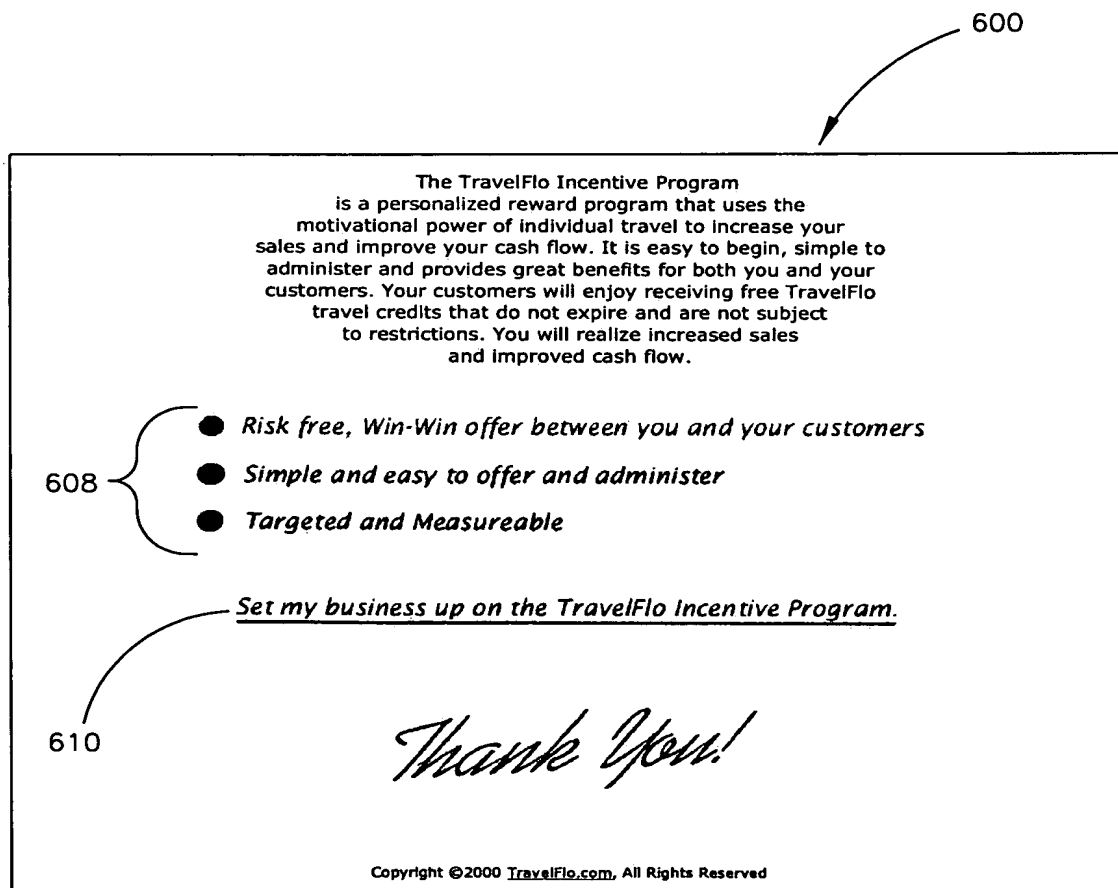 600
The TravelFlo Incentive Program
is a personalized reward program that uses the
motivational power of individual travel to increase your
sales and improve your cash flow. It is easy to begin, simple to
administer and provides great benefits for both you and your
customers. Your customers will enjoy receiving free TravelFlo
travel credits that do not expire and are not subject
to restrictions. You will realize increased sales
and improved cash flow.
608
● Risk free, Win-Win offer between you and your customers
● Simple and easy to offer and administer
● Targeted and Measureable
Set my business up on the TravelFlo Incentive Program.
610
Thank You!
Copyright ©2000 TravelFlo.com, All Rights Reserved